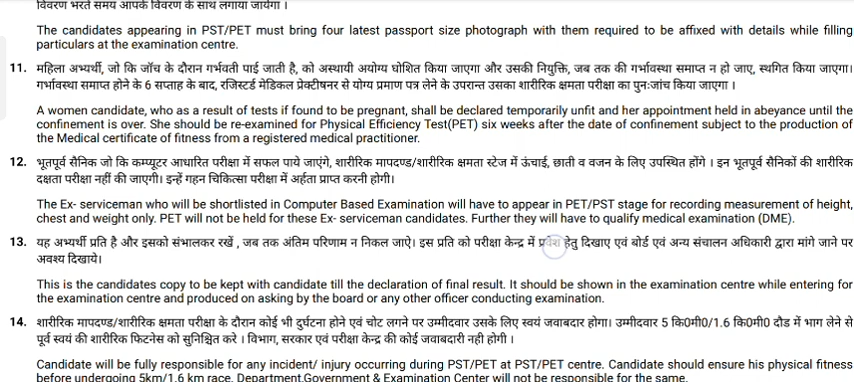 विवरण भरते समय आपके विवरण के साथ लगाया जायेगा ।
The candidates appearing in PST/PET must bring four latest passport size photograph with them required to be affixed with details while filling
particulars at the examination centre.
11. महिला अभ्यर्थी, जो कि जाँच के दौरान गर्भवती पाई जाती है, को अस्थायी अयोग्य घोशित किया जाएगा और उसकी नियुक्ति, जब तक की गर्भावस्था समाप्त न हो जाए, स्थगित किया जाएगा।
गर्भावस्था समाप्त होने के 6 सप्ताह के बाद, रजिस्टर्ड मेडिकल प्रेक्टीषनर से योग्य प्रमाण पत्र लेने के उपरान्त उसका शारीरिक क्षमता परीक्षा का पुनःजांच किया जाएगा ।
A women candidate, who as a result of tests if found to be pregnant, shall be declared temporarily unfit and her appointment held in abeyance until the
confinement is over. She should be re-examined for Physical Efficiency Test(PET) six weeks after the date of confinement subject to the production of
the Medical certificate of fitness from a registered medical practitioner.
12. भूतपूर्व सैनिक जो कि कम्प्यूटर आधारित परीक्षा में सफल पाये जाएंगे, शारीरिक मापदण्ड/शारीरिक क्षमता स्टेज में ऊंचाई, छाती व वजन के लिए उपस्थित होंगे । इन भूतपूर्व सैनिकों की शारीरिक
दक्षता परीक्षा नहीं की जाएगी। इन्हें गहन चिकित्सा परीक्षा में अर्हता प्राप्त करनी होगी।
The Ex- serviceman who will be shortlisted in Computer Based Examination will have to appear in PET/PST stage for recording measurement of height,
chest and weight only. PET will not be held for these Ex- serviceman candidates. Further they will have to qualify medical examination (DME).
13. यह अभ्यर्थी प्रति है और इसको संभालकर रखें , जब तक अंतिम परिणाम न निकल जाऐ। इस प्रति को परीक्षा केन्द्र में प्रवेश हेतु दिखाए एवं बोर्ड एवं अन्य संचालन अधिकारी द्वारा मांगे जाने पर
अवश्य दिखाये।
This is the candidates copy to be kept with candidate till the declaration of final result. It should be shown in the examination centre while entering for
the examination centre and produced on asking by the board or any other officer conducting examination.
14. शारीरिक मापदण्ड/शारीरिक क्षमता परीक्षा के दौरान कोई भी दुर्घटना होने एवं चोट लगने पर उम्मीदवार उसके लिए स्वयं जवाबदार होगा। उम्मीदवार 5 कि0मी0/1.6 कि0मी0 दौड में भाग लेने से
पूर्व स्वयं की शारीरिक फिटनेस को सुनिश्चित करे । विभाग, सरकार एवं परीक्षा केन्द्र की कोई जवाबदारी नही होगी ।
Candidate will be fully responsible for any incident/ injury occurring during PST/PET at PST/PET centre. Candidate should ensure his physical fitness
before undergoing 5km/1.6 km race. Department,Government & Examination Center will not be responsible for the same.